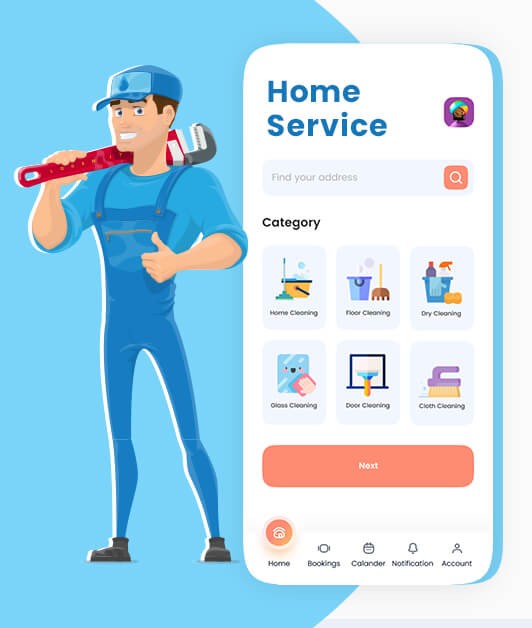 Home
Service
Find your address
Category
Home Cleaning
Floor Cleaning
Dry Cleaning
Glass Cleaning
Door Cleaning
Cloth Cleaning
Next
Home
Bookings
Calander
Notification
Account